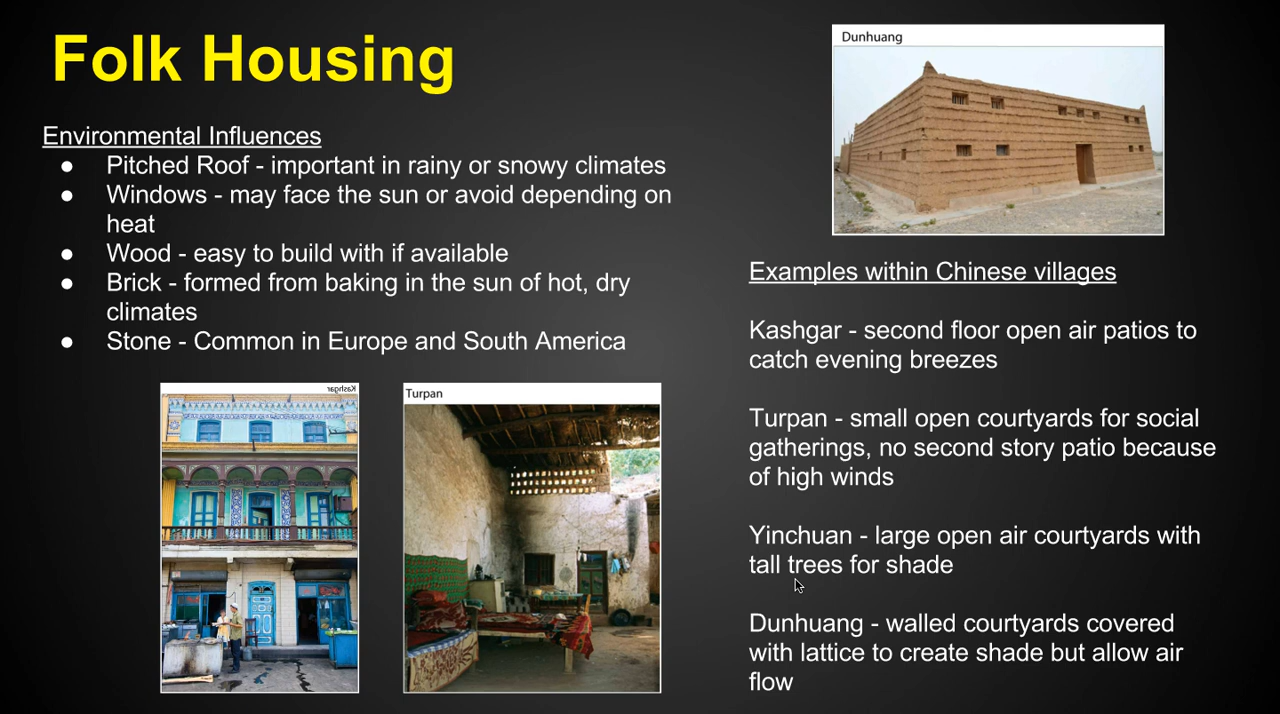 Folk Housing
Environmental Influences
● Pitched Roof - important in rainy or snowy climates
● Windows - may face the sun or avoid depending on
heat
● Wood - easy to build with if available
● Brick - formed from baking in the sun of hot, dry
climates
● Stone - Common in Europe and South America
Kashgar
Turpan
Dunhuang
Examples within Chinese villages
Kashgar - second floor open air patios to
catch evening breezes
Turpan - small open courtyards for social
gatherings, no second story patio because
of high winds
Yinchuan - large open air courtyards with
tall trees for shade
Dunhuang - walled courtyards covered
with lattice to create shade but allow air
flow